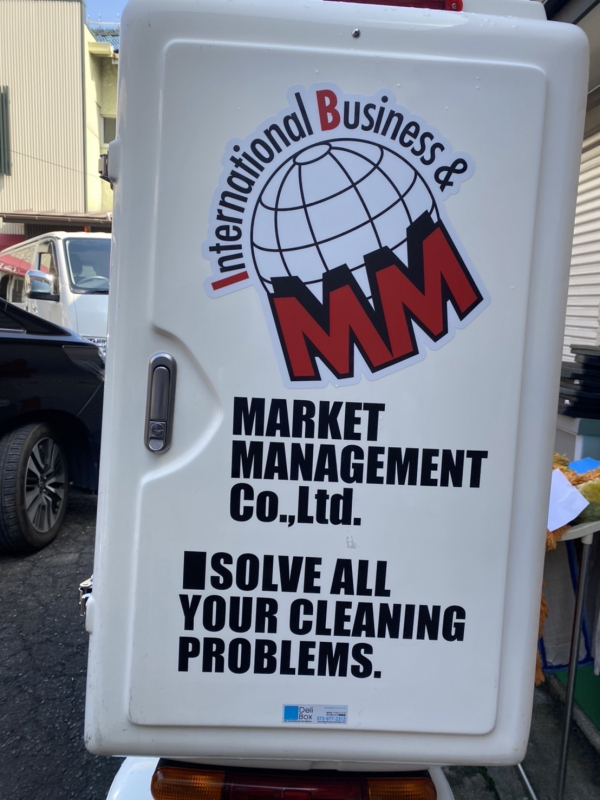 International Business &
MM
MARKET
MANAGEMENT
Co.,Ltd.
■SOLVE ALL
YOUR CLEANING
PROBLEMS.
Deli
Box